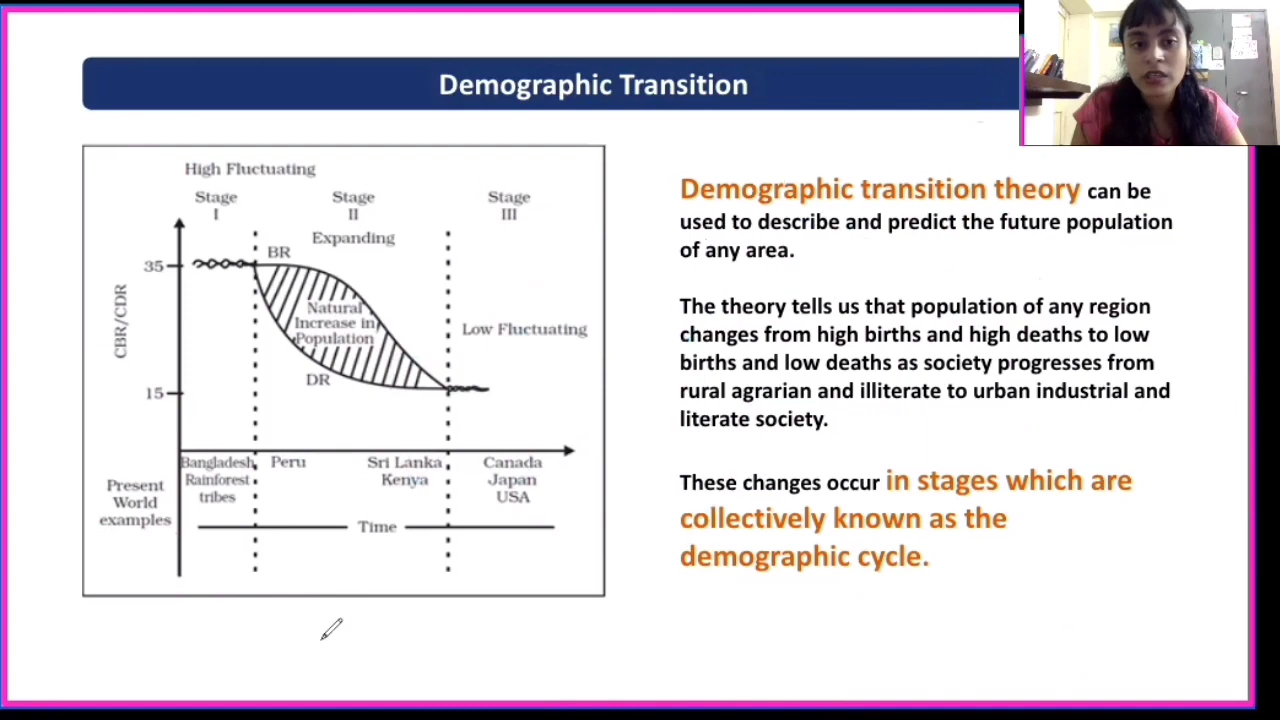 Demographic Transition
High Fluctuating
Stage I
Stage II
Stage III
Expanding
BR
35
CBR/CDR
Natural
Increase in
Population
Low Fluctuating
DR
15
Bangladesh
Rainforest
tribes
Peru
Sri Lanka
Kenya
Canada
Japan
USA
Present
World
examples
Time
Demographic transition theory can be
used to describe and predict the future population
of any area.
The theory tells us that population of any region
changes from high births and high deaths to low
births and low deaths as society progresses from
rural agrarian and illiterate to urban industrial and
literate society.
These changes occur in stages which are
collectively known as the
demographic cycle.